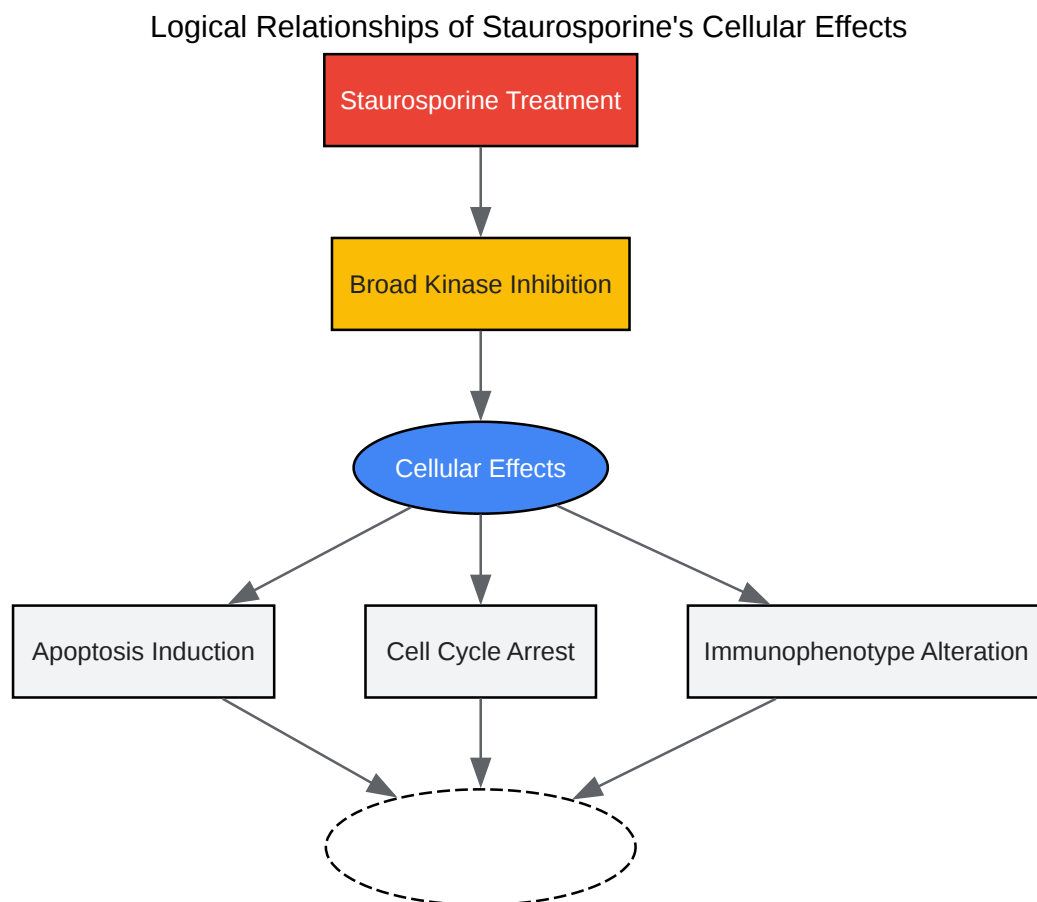 Logical Relationships of Staurosporine's Cellular Effects
Staurosporine Treatment
Broad Kinase Inhibition
Cellular Effects
Apoptosis Induction
Cell Cycle Arrest
Immunophenotype Alteration